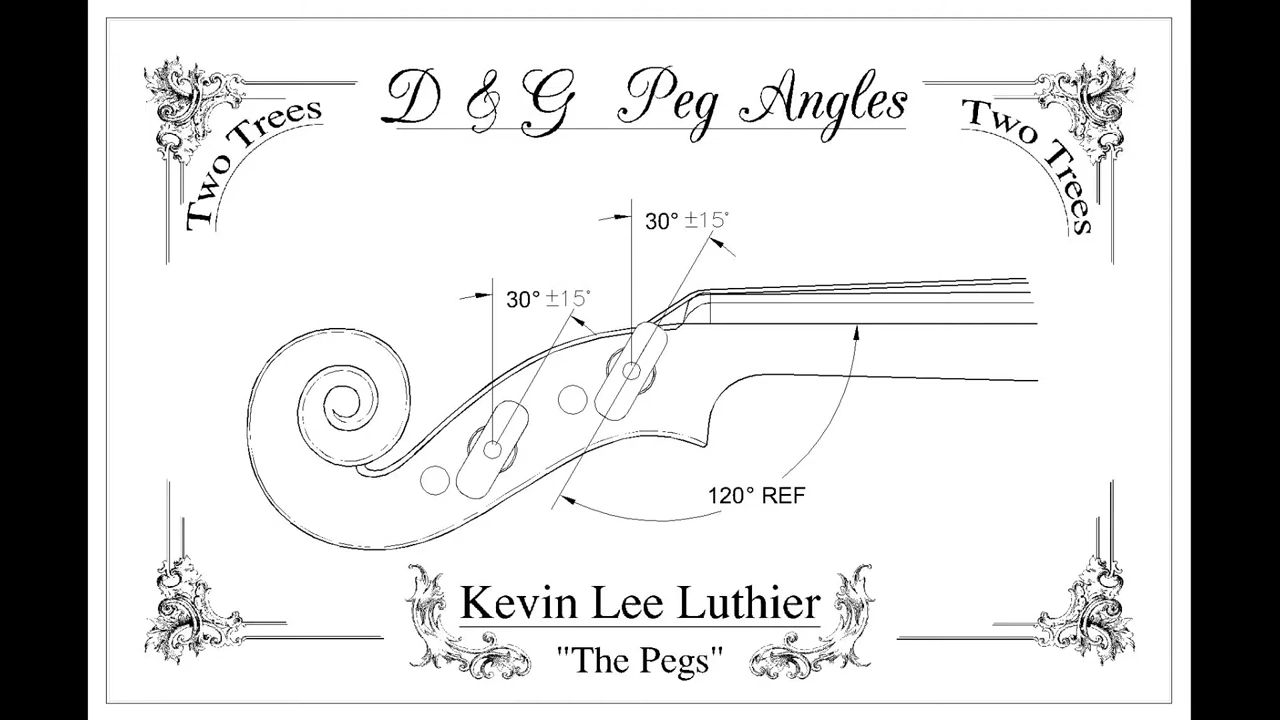 D & G Peg Angles
Two Trees
Two Trees
30° ±15°
30° ±15°
120° REF
Kevin Lee Luthier
"The Pegs"